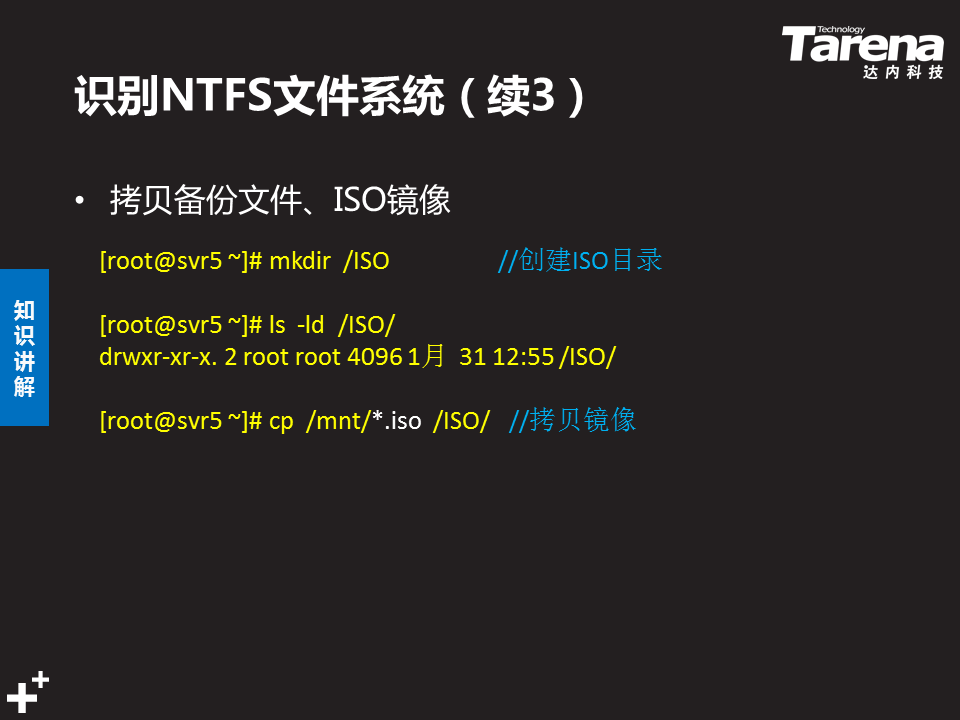 Technology
Tarena
达内科技
识别NTFS文件系统（续3）
• 拷贝备份文件、ISO镜像
[root@svr5 ~]# mkdir /ISO //创建ISO目录
[root@svr5 ~]# ls -ld /ISO/
drwxr-xr-x. 2 root root 4096 1月 31 12:55 /ISO/
[root@svr5 ~]# cp /mnt/*.iso /ISO/ //拷贝镜像
知
识
讲
解